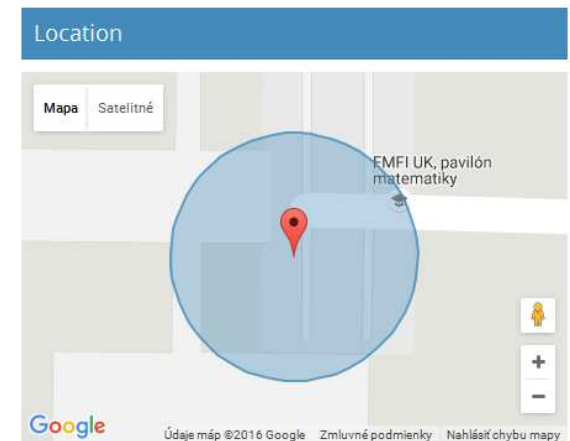 Location
Mapa Satelitné
FMFI UK, pavilón
matematiky
+
−
Google Údaje máp ©2016 Google Zmluvné podmienky Nahlásiť chybu mapy